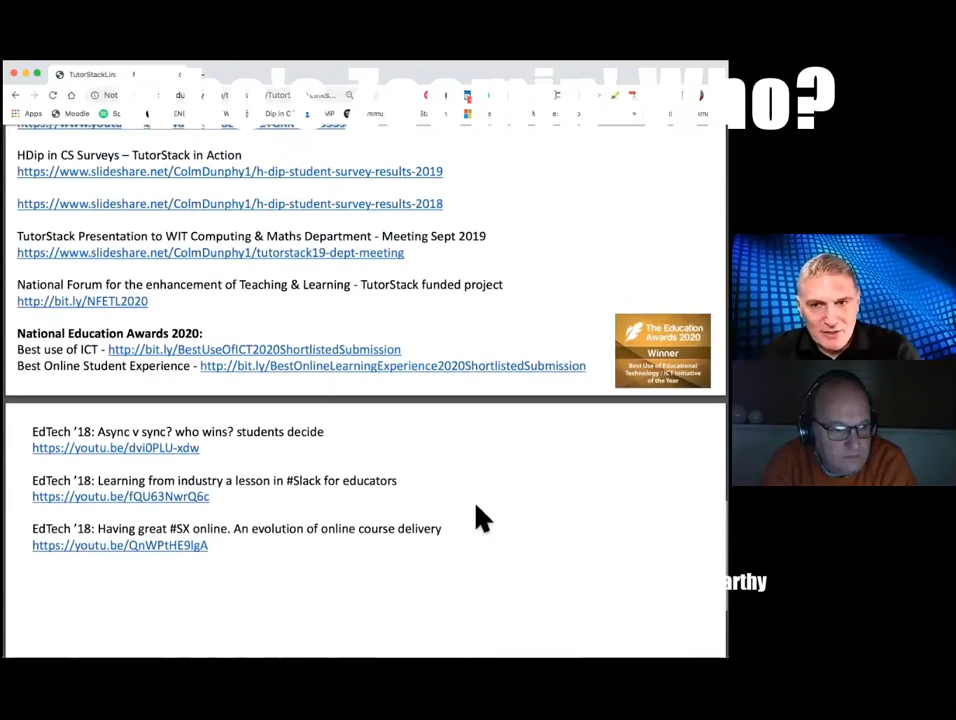 Who?
TutorStackLin
Not
Apps
Moodle
Dip in C
VIP
HDip in CS Surveys – TutorStack in Action
https://www.slideshare.net/ColmDunphy1/h-dip-student-survey-results-2019
https://www.slideshare.net/ColmDunphy1/h-dip-student-survey-results-2018
TutorStack Presentation to WIT Computing & Maths Department - Meeting Sept 2019
https://www.slideshare.net/ColmDunphy1/tutorstack19-dept-meeting
National Forum for the enhancement of Teaching & Learning - TutorStack funded project
http://bit.ly/NFETL2020
National Education Awards 2020:
Best use of ICT - http://bit.ly/BestUseOfICT2020ShortlistedSubmission
Best Online Student Experience - http://bit.ly/BestOnlineLearningExperience2020ShortlistedSubmission
The Education
Awards 2020
Winner
Best Use of Educational
Technology / ICT Initiative
of the Year
EdTech ’18: Async v sync? who wins? students decide
https://youtu.be/dvi0PLU-xdw
EdTech ’18: Learning from industry a lesson in #Slack for educators
https://youtu.be/fQU63NwrQ6c
EdTech ’18: Having great #SX online. An evolution of online course delivery
https://youtu.be/QnWPtHE9lgA
arthy